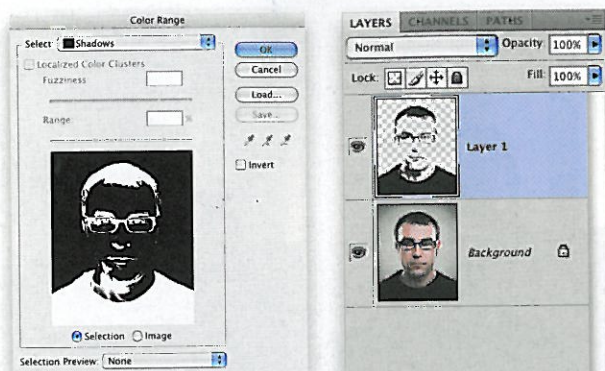 Color Range
Select: Shadows
Localized Color Clusters
Fuzziness
Range: %
OK
Cancel
Load...
Save...
Invert
Selection Image
Selection Preview: None
LAYERS CHANNELS PATHS
Normal Opacity: 100%
Lock: Fill: 100%
Layer 1
Background